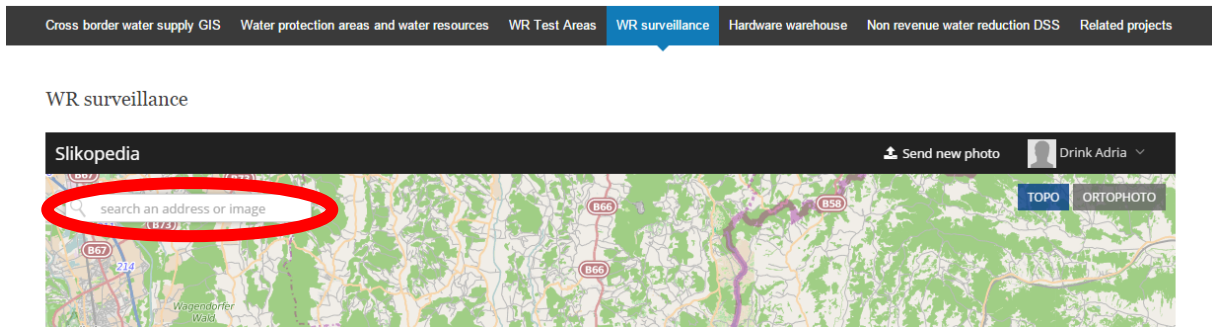 Cross border water supply GIS Water protection areas and water resources WR Test Areas WR surveillance Hardware warehouse Non revenue water reduction DSS Related projects
WR surveillance
Slikopedia Send new photo Drink Adria
search an address or image
TOPO ORTOPHOTO
B66
B58
B73
B67
214
B66
Wagendorfer
Wald